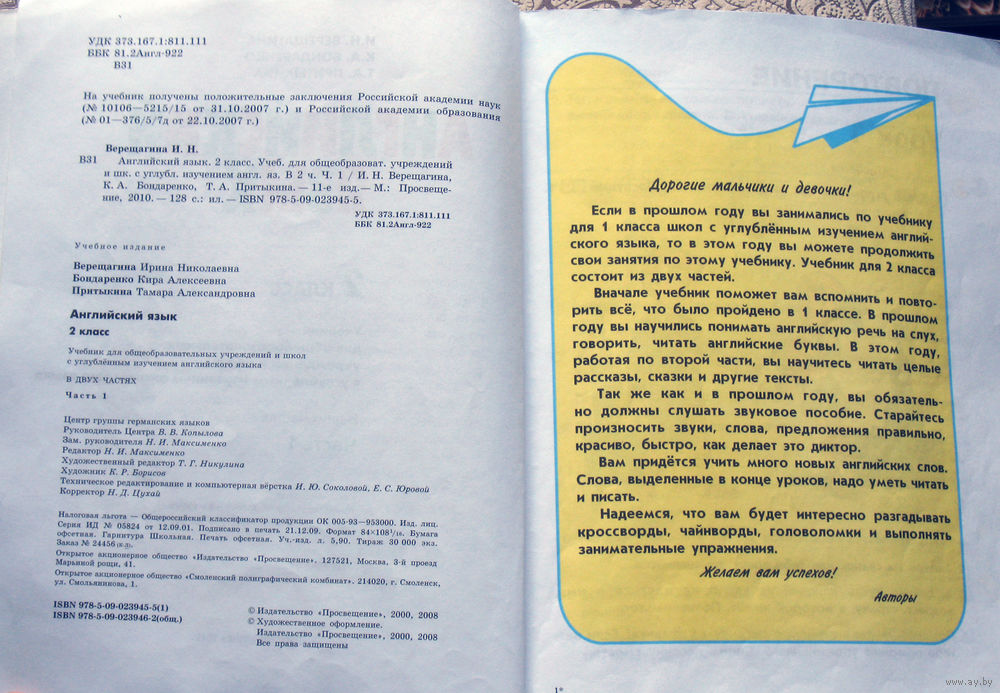 УДК 373.167.1:811.111
ББК 81.2Англ-922
В31
На учебник получены положительные заключения Российской академии наук
(№ 10106—5215/15 от 31.10.2007 г.) и Российской академии образования
(№ 01—376/5/7д от 22.10.2007 г.)
Верещагина И. Н.
В31 Английский язык. 2 класс. Учеб. для общеобразоват. учреждений
и шк. с углубл. изучением англ. яз. В 2 ч. Ч. 1 / И. Н. Верещагина,
К. А. Бондаренко, Т. А. Притыкина. — 11-е изд.— М.: Просвеще-
ние, 2010. — 128 с.: ил. — ISBN 978-5-09-023945-5.
УДК 373.167.1:811.111
ББК 81.2Англ-922
Учебное издание
Верещагина Ирина Николаевна
Бондаренко Кира Алексеевна
Притыкина Тамара Александровна
Английский язык
2 класс
Учебник для общеобразовательных учреждений и школ
с углублённым изучением английского языка
В ДВУХ ЧАСТЯХ
Часть 1
Центр группы германских языков
Руководитель Центра В. В. Копылова
Зам. руководителя Н. И. Максименко
Редактор Н. И. Максименко
Художественный редактор Т. Г. Никулина
Художник К. Р. Борисов
Техническое редактирование и компьютерная вёрстка И. Ю. Соколовой, Е. С. Юровой
Корректор Н. Д. Цухай
Налоговая льгота — Общероссийский классификатор продукции ОК 005-93—953000. Изд. лиц.
Серия ИД № 05824 от 12.09.01. Подписано в печать 21.12.09. Формат 84×108¹/₁₆. Бумага
офсетная. Гарнитура Школьная. Печать офсетная. Уч.-изд. л. 5,90. Тираж 30 000 экз.
Заказ № 24456 (к-д).
Открытое акционерное общество «Издательство «Просвещение». 127521, Москва, 3-й проезд
Марьиной рощи, 41.
Открытое акционерное общество «Смоленский полиграфический комбинат». 214020, г. Смоленск,
ул. Смольянинова, 1.
ISBN 978-5-09-023945-5(1)
ISBN 978-5-09-023946-2(общ.)
© Издательство «Просвещение», 2000, 2008
© Художественное оформление.
Издательство «Просвещение», 2000, 2008
Все права защищены
Дорогие мальчики и девочки!
Если в прошлом году вы занимались по учебнику
для 1 класса школ с углублённым изучением англий-
ского языка, то в этом году вы можете продолжить
свои занятия по этому учебнику. Учебник для 2 класса
состоит из двух частей.
Вначале учебник поможет вам вспомнить и повто-
рить всё, что было пройдено в 1 классе. В прошлом
году вы научились понимать английскую речь на слух,
говорить, читать английские буквы. В этом году,
работая по второй части, вы научитесь читать целые
рассказы, сказки и другие тексты.
Так же как и в прошлом году, вы обязатель-
но должны слушать звуковое пособие. Старайтесь
произносить звуки, слова, предложения правильно,
красиво, быстро, как делает это диктор.
Вам придётся учить много новых английских слов.
Слова, выделенные в конце уроков, надо уметь читать
и писать.
Надеемся, что вам будет интересно разгадывать
кроссворды, чайнворды, головоломки и выполнять
занимательные упражнения.
Желаем вам успехов!
Авторы
1*
www.ay.by